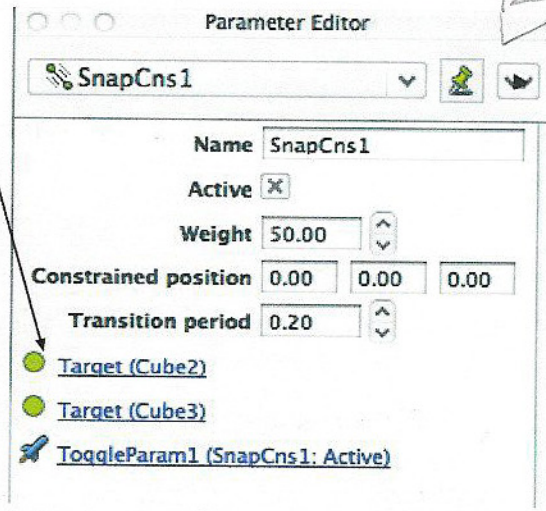 Parameter Editor
SnapCns1
Name SnapCns1
Active
Weight 50.00
Constrained position 0.00 0.00 0.00
Transition period 0.20
Target (Cube2)
Target (Cube3)
ToggleParam1 (SnapCns1: Active)